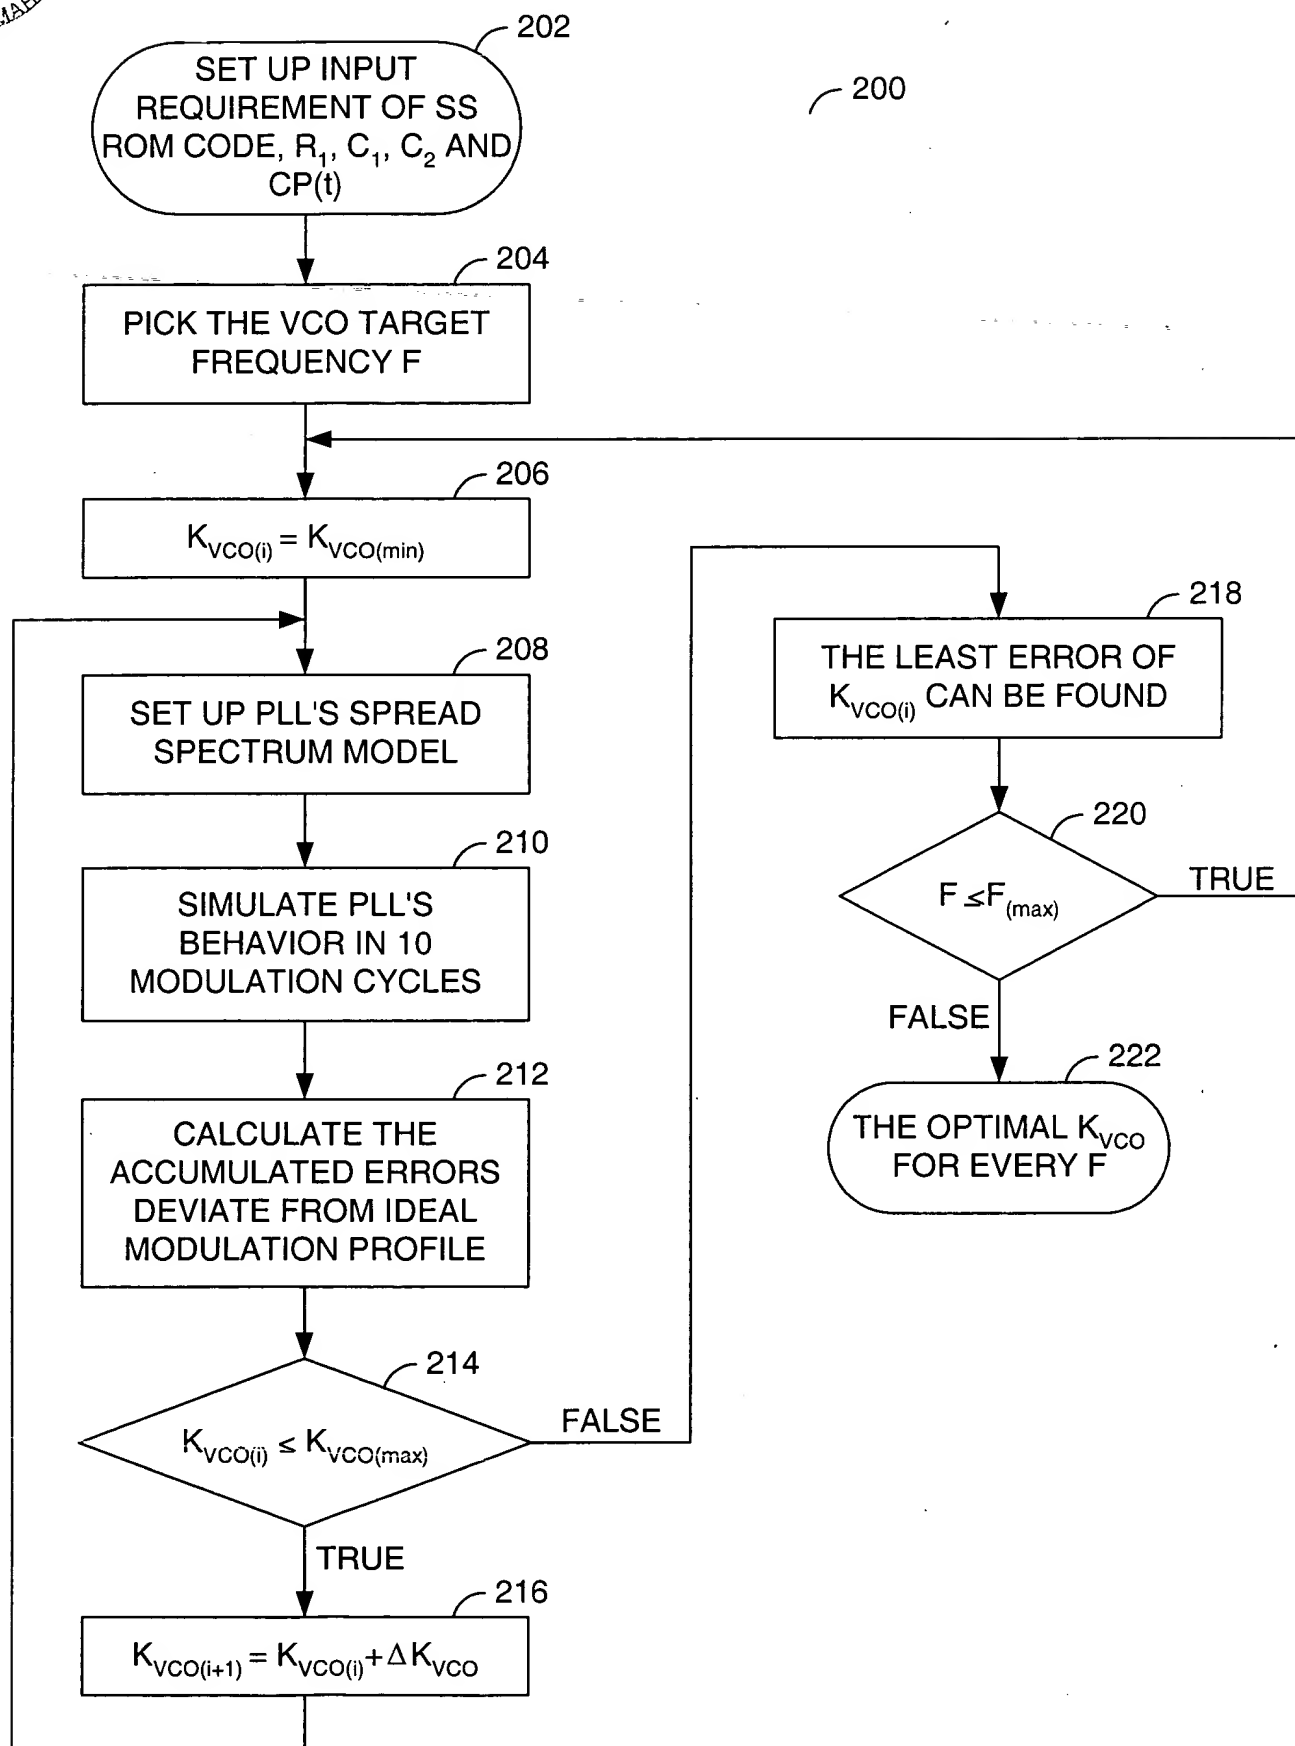 202
SET UP INPUT
REQUIREMENT OF SS
ROM CODE, R1, C1, C2 AND
CP(t)
200
204
PICK THE VCO TARGET
FREQUENCY F
206
KVCO(i) = KVCO(min)
208
SET UP PLL'S SPREAD
SPECTRUM MODEL
210
SIMULATE PLL'S
BEHAVIOR IN 10
MODULATION CYCLES
212
CALCULATE THE
ACCUMULATED ERRORS
DEVIATE FROM IDEAL
MODULATION PROFILE
214
KVCO(i) ≤ KVCO(max)
FALSE
TRUE
216
KVCO(i+1) = KVCO(i) + Δ KVCO
218
THE LEAST ERROR OF
KVCO(i) CAN BE FOUND
220
F ≤ F(max)
TRUE
FALSE
222
THE OPTIMAL KVCO
FOR EVERY F